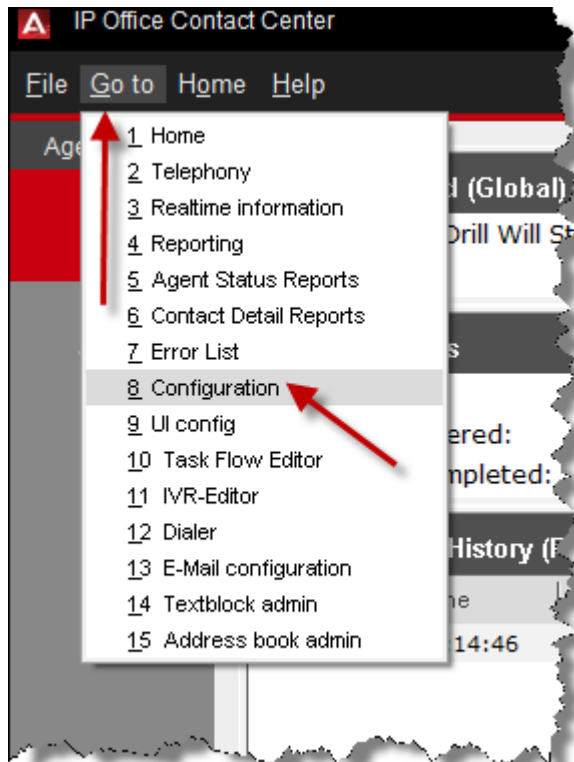 IP Office Contact Center
File Go to Home Help
Age
1 Home
2 Telephony
3 Realtime information
4 Reporting
5 Agent Status Reports
6 Contact Detail Reports
7 Error List
8 Configuration
9 UI config
10 Task Flow Editor
11 IVR-Editor
12 Dialer
13 E-Mail configuration
14 Textblock admin
15 Address book admin
d (Global)
Drill Will St
s
ered:
mpleted:
History (F
ne
:14:46